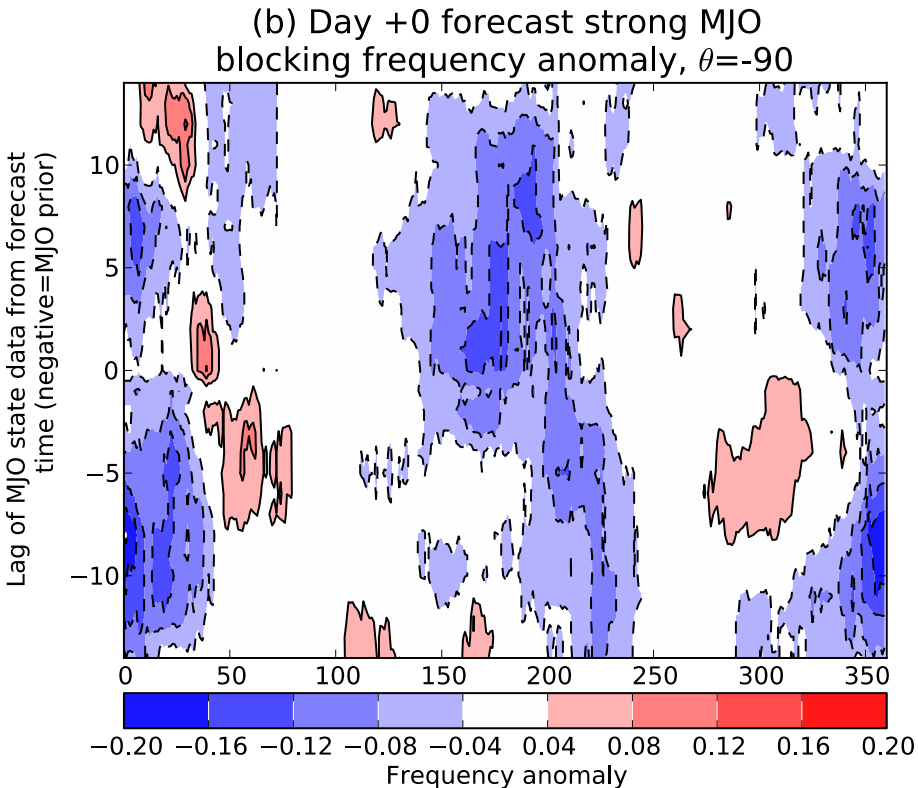 (b) Day +0 forecast strong MJO
blocking frequency anomaly, θ=-90
Lag of MJO state data from forecast
time (negative=MJO prior)
10
5
0
−5
−10
0 50 100 150 200 250 300 350
−0.20 −0.16 −0.12 −0.08 −0.04 0.04 0.08 0.12 0.16 0.20
Frequency anomaly